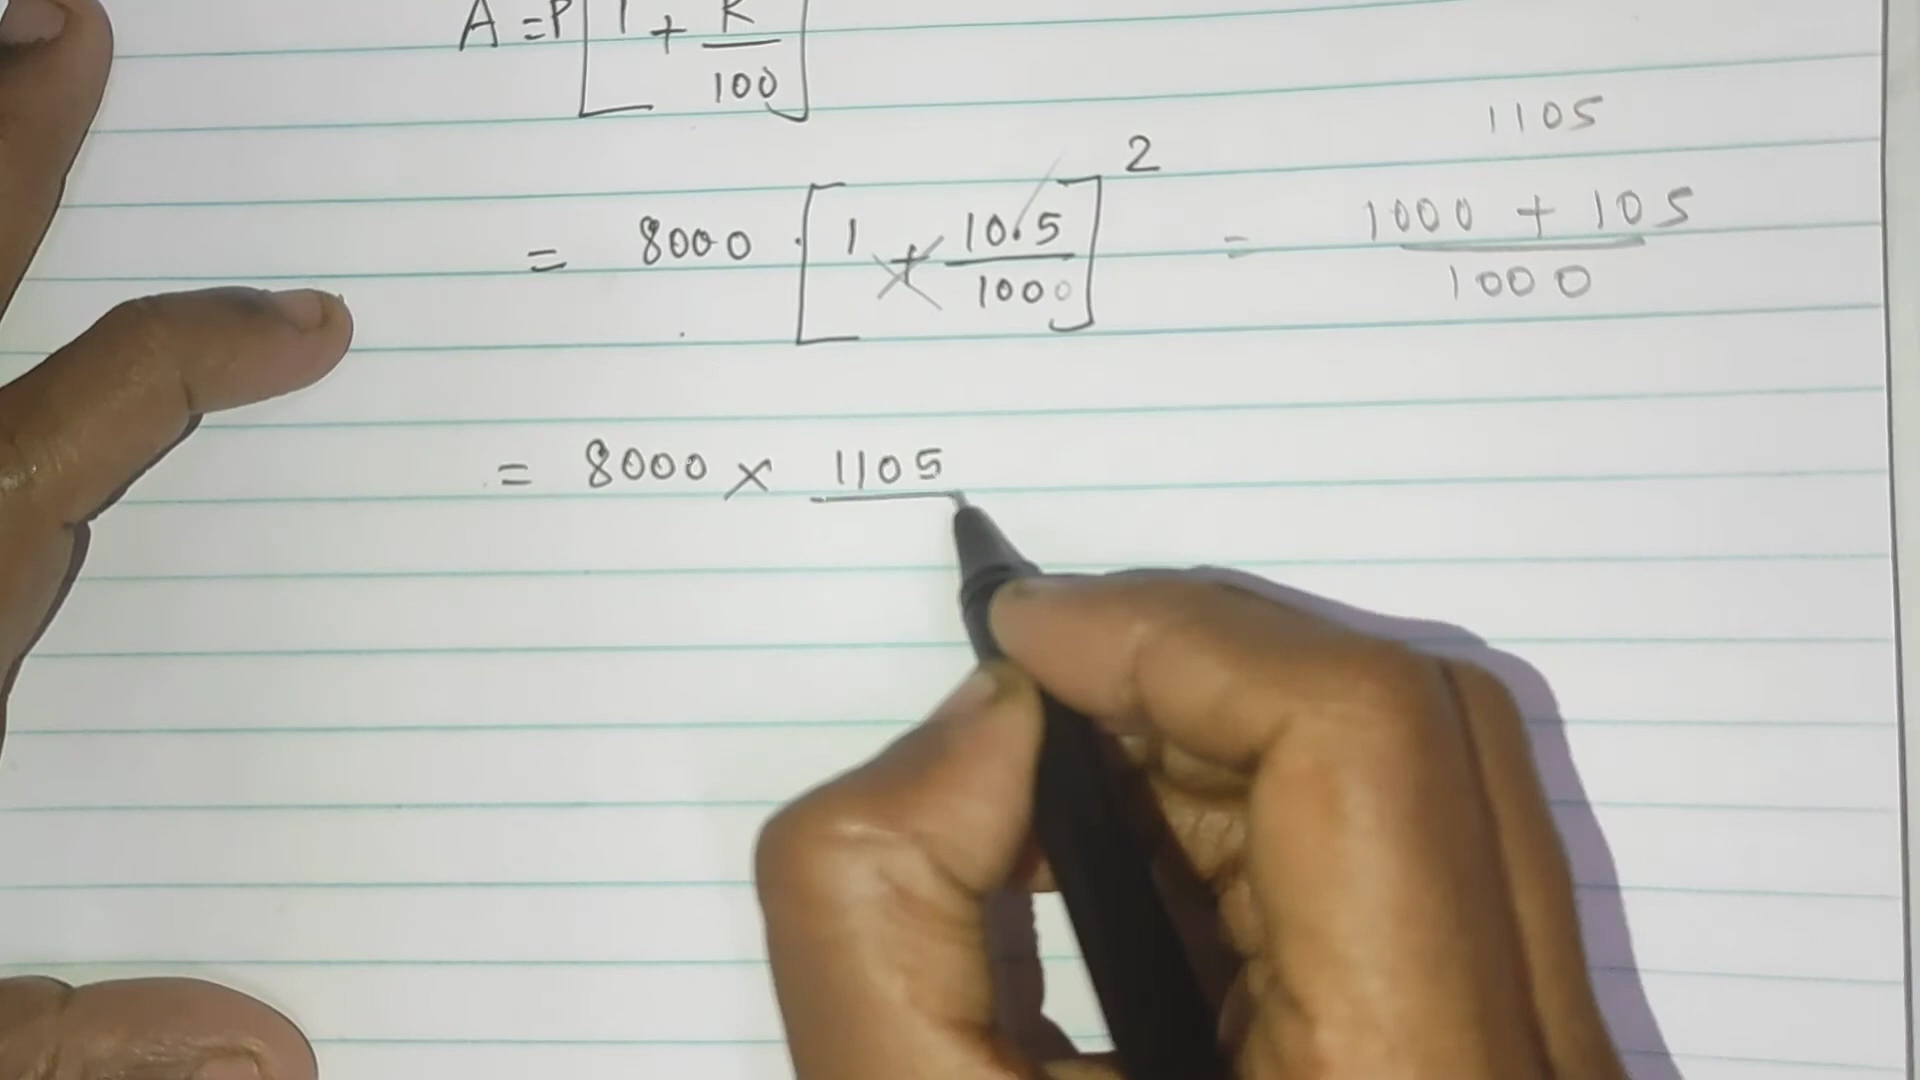 A = P [ 1 + R/100 ]
1105
= 8000 · [ 1 + 10.5/1000 ]² = 1000 + 105/1000
= 8000 × 1105